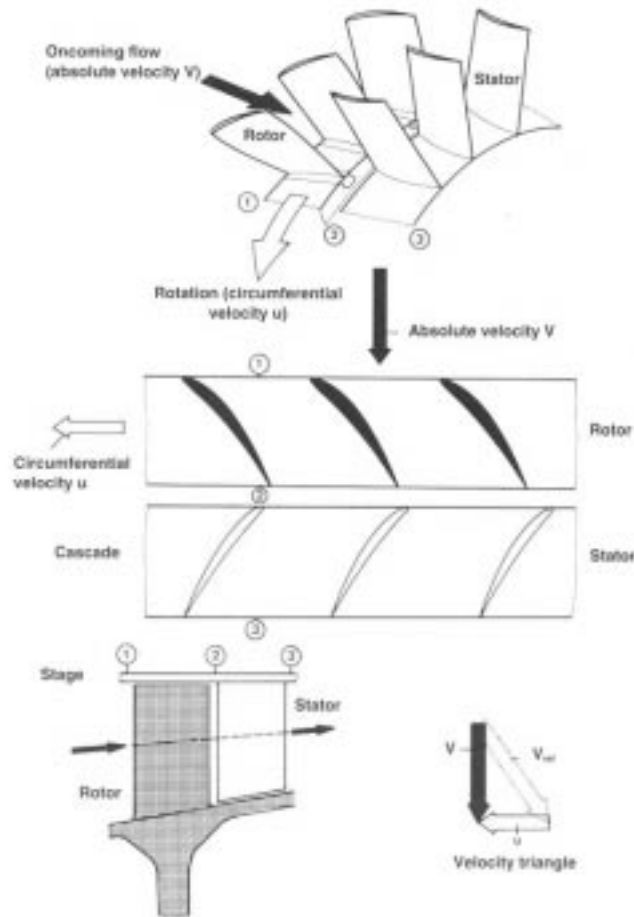 Oncoming flow
(absolute velocity V)
Stator
Rotor
1
2
3
Rotation (circumferential
velocity u)
Absolute velocity V
1
Rotor
Circumferential
velocity u
2
Cascade
Stator
3
1
2
3
Stage
Stator
Rotor
V
V rel
u
Velocity triangle